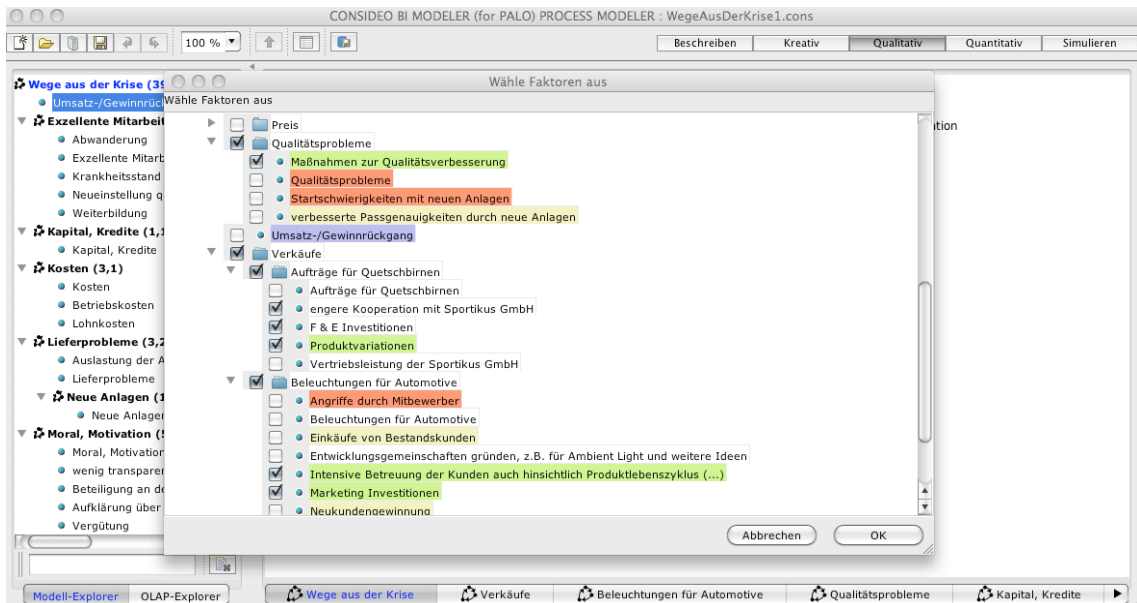 CONSIDEO BI MODELER (for PALO) PROCESS MODELER : WegeAusDerKrise1.cons
100 %
Beschreiben Kreativ Qualitativ Quantitativ Simulieren
Wege aus der Krise (39
Umsatz-/Gewinnrück
Exzellente Mitarbeit
Abwanderung
Exzellente Mitarb
Krankheitsstand
Neueinstellung q
Weiterbildung
Kapital, Kredite (1,1
Kapital, Kredite
Kosten (3,1)
Kosten
Betriebskosten
Lohnkosten
Lieferprobleme (3,2
Auslastung der A
Lieferprobleme
Neue Anlagen (1
Neue Anlagen
Moral, Motivation (5
Moral, Motivation
wenig transparen
Beteiligung an de
Aufklärung über
Vergütung
Modell-Explorer OLAP-Explorer
Wähle Faktoren aus
Wähle Faktoren aus
Preis
Qualitätsprobleme
Maßnahmen zur Qualitätsverbesserung
Qualitätsprobleme
Startschwierigkeiten mit neuen Anlagen
verbesserte Passgenauigkeiten durch neue Anlagen
Umsatz-/Gewinnrückgang
Verkäufe
Aufträge für Quetschbirnen
Aufträge für Quetschbirnen
engere Kooperation mit Sportikus GmbH
F & E Investitionen
Produktvariationen
Vertriebsleistung der Sportikus GmbH
Beleuchtungen für Automotive
Angriffe durch Mitbewerber
Beleuchtungen für Automotive
Einkäufe von Bestandskunden
Entwicklungsgemeinschaften gründen, z.B. für Ambient Light und weitere Ideen
Intensive Betreuung der Kunden auch hinsichtlich Produktlebenszyklus (...)
Marketing Investitionen
Neukundengewinnung
Abbrechen OK
tion
Wege aus der Krise Verkäufe Beleuchtungen für Automotive Qualitätsprobleme Kapital, Kredite